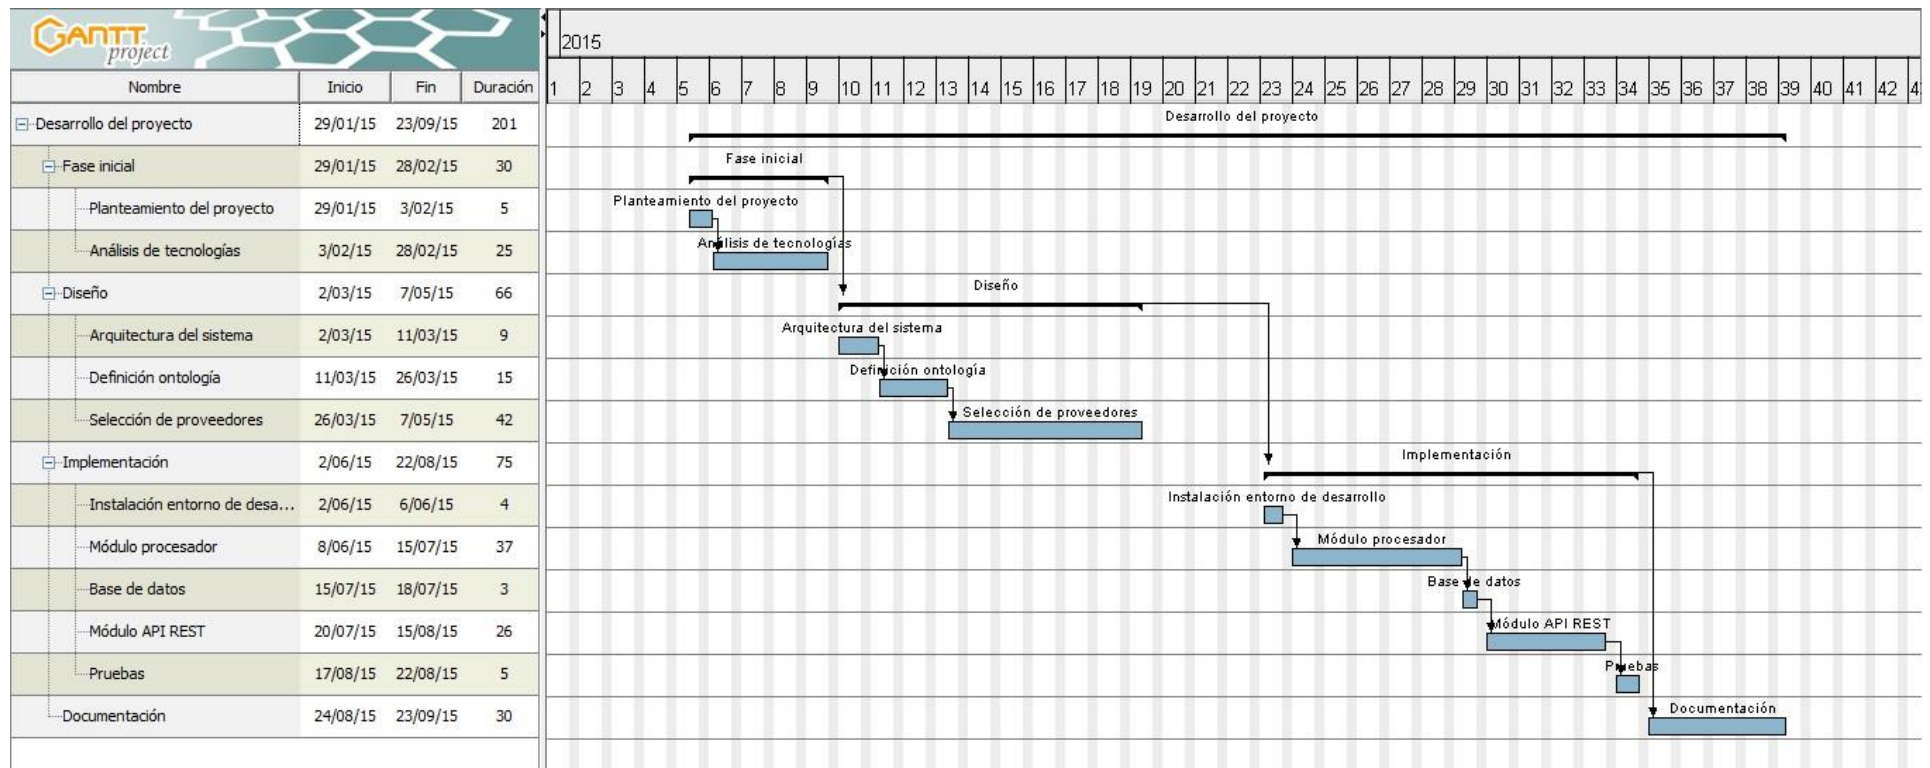 GANTT
project
2015
Nombre Inicio Fin Duración
1 2 3 4 5 6 7 8 9 10 11 12 13 14 15 16 17 18 19 20 21 22 23 24 25 26 27 28 29 30 31 32 33 34 35 36 37 38 39 40 41 42 4
Desarrollo del proyecto 29/01/15 23/09/15 201
Desarrollo del proyecto
Fase inicial 29/01/15 28/02/15 30
Fase inicial
Planteamiento del proyecto 29/01/15 3/02/15 5
Planteamiento del proyecto
Análisis de tecnologías 3/02/15 28/02/15 25
Análisis de tecnologías
Diseño 2/03/15 7/05/15 66
Diseño
Arquitectura del sistema 2/03/15 11/03/15 9
Arquitectura del sistema
Definición ontología 11/03/15 26/03/15 15
Definición ontología
Selección de proveedores 26/03/15 7/05/15 42
Selección de proveedores
Implementación 2/06/15 22/08/15 75
Implementación
Instalación entorno de desa... 2/06/15 6/06/15 4
Instalación entorno de desarrollo
Módulo procesador 8/06/15 15/07/15 37
Módulo procesador
Base de datos 15/07/15 18/07/15 3
Base de datos
Módulo API REST 20/07/15 15/08/15 26
Módulo API REST
Pruebas 17/08/15 22/08/15 5
Pruebas
Documentación 24/08/15 23/09/15 30
Documentación